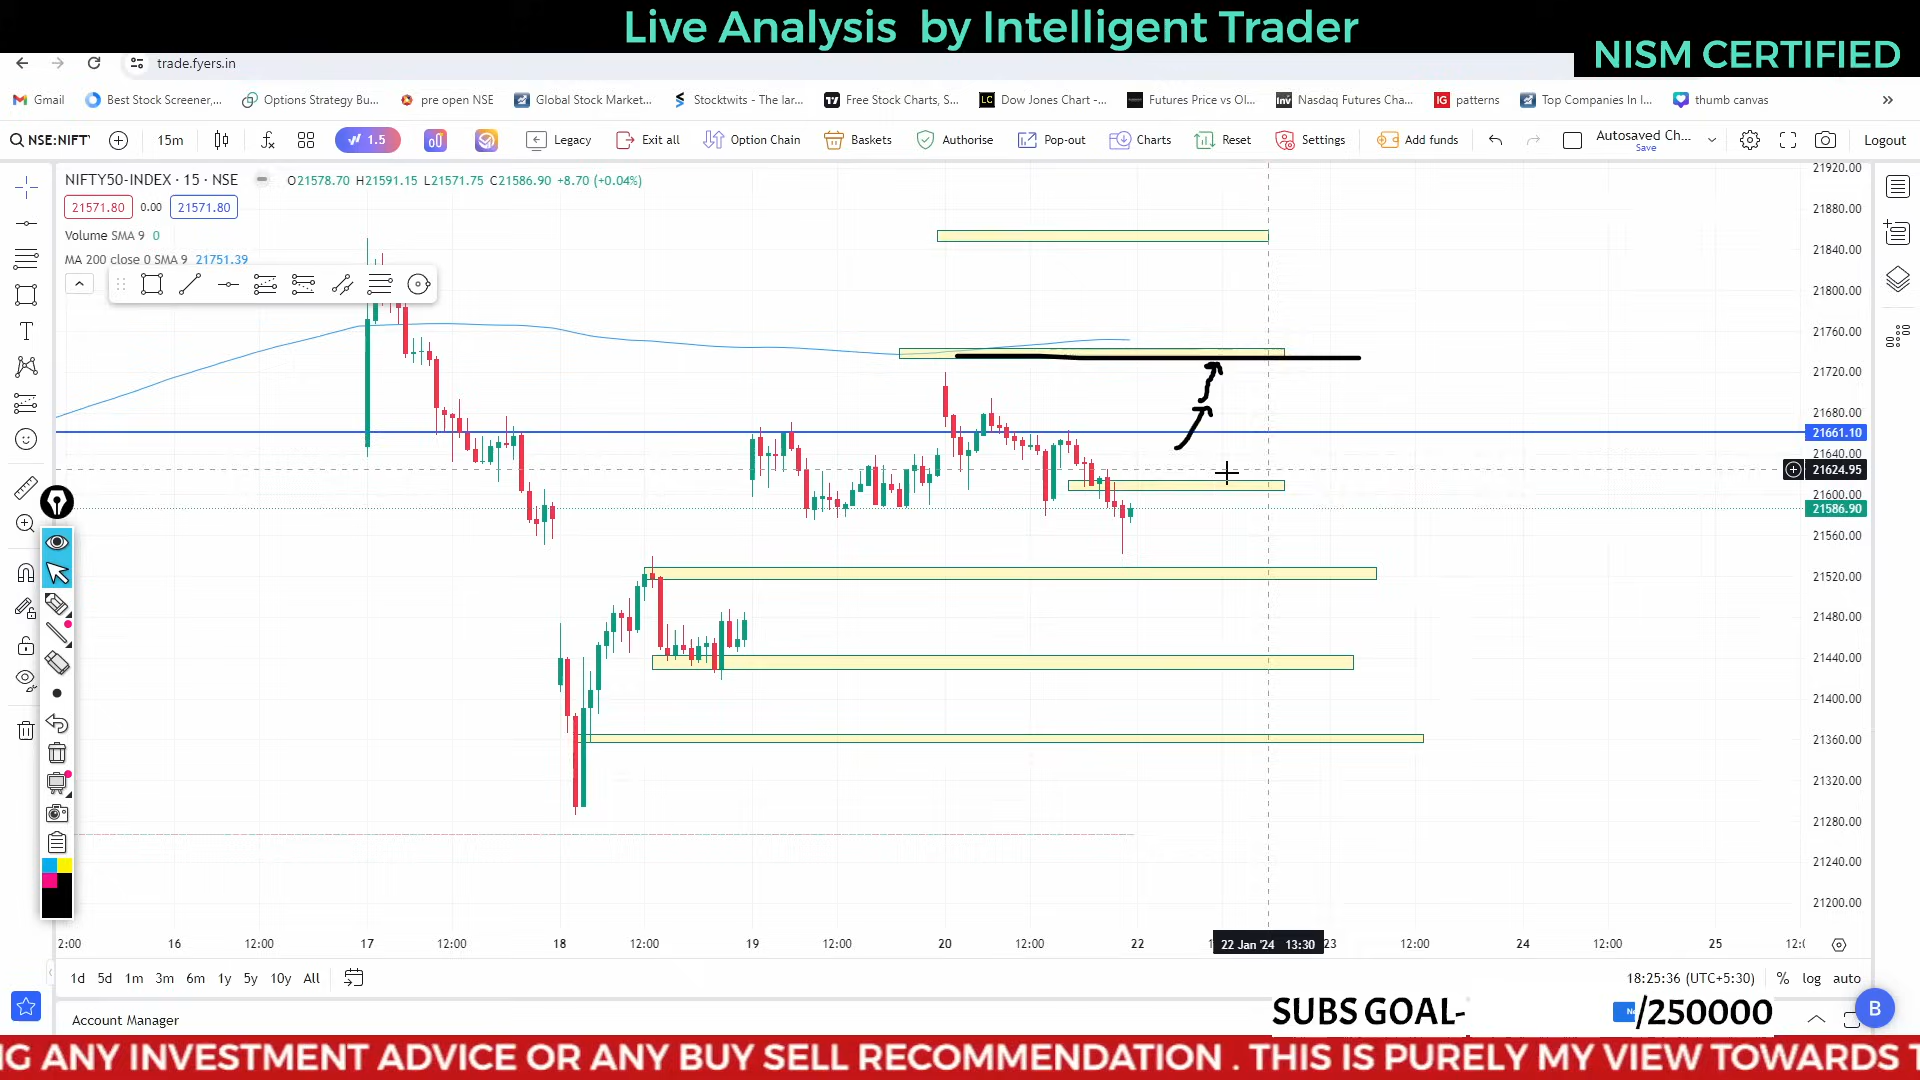 Live Analysis by Intelligent Trader
NISM CERTIFIED
trade.fyers.in
Gmail
Best Stock Screener,...
Options Strategy Bu...
pre open NSE
Global Stock Market...
Stocktwits - The lar...
Free Stock Charts, S...
Dow Jones Chart -...
Futures Price vs OI...
Nasdaq Futures Cha...
patterns
Top Companies In I...
thumb canvas
NSE:NIFTY
15m
1.5
Legacy
Exit all
Option Chain
Baskets
Authorise
Pop-out
Charts
Reset
Settings
Add funds
Autosaved Ch...
Save
Logout
NIFTY50-INDEX · 15 · NSE
O21578.70 H21591.15 L21571.75 C21586.90 +8.70 (+0.04%)
21571.80 0.00 21571.80
Volume SMA 9 0
MA 200 close 0 SMA 9 21751.39
21920.00
21880.00
21840.00
21800.00
21760.00
21720.00
21680.00
21661.10
21640.00
21624.95
21600.00
21586.90
21560.00
21520.00
21480.00
21440.00
21400.00
21360.00
21320.00
21280.00
21240.00
21200.00
2:00 16 12:00 17 12:00 18 12:00 19 12:00 20 12:00 22 22 Jan '24 13:30 23 12:00 24 12:00 25
1d 5d 1m 3m 6m 1y 5y 10y All
18:25:36 (UTC+5:30) % log auto
Account Manager
SUBS GOAL- /250000
B
NG ANY INVESTMENT ADVICE OR ANY BUY SELL RECOMMENDATION . THIS IS PURELY MY VIEW TOWARDS T